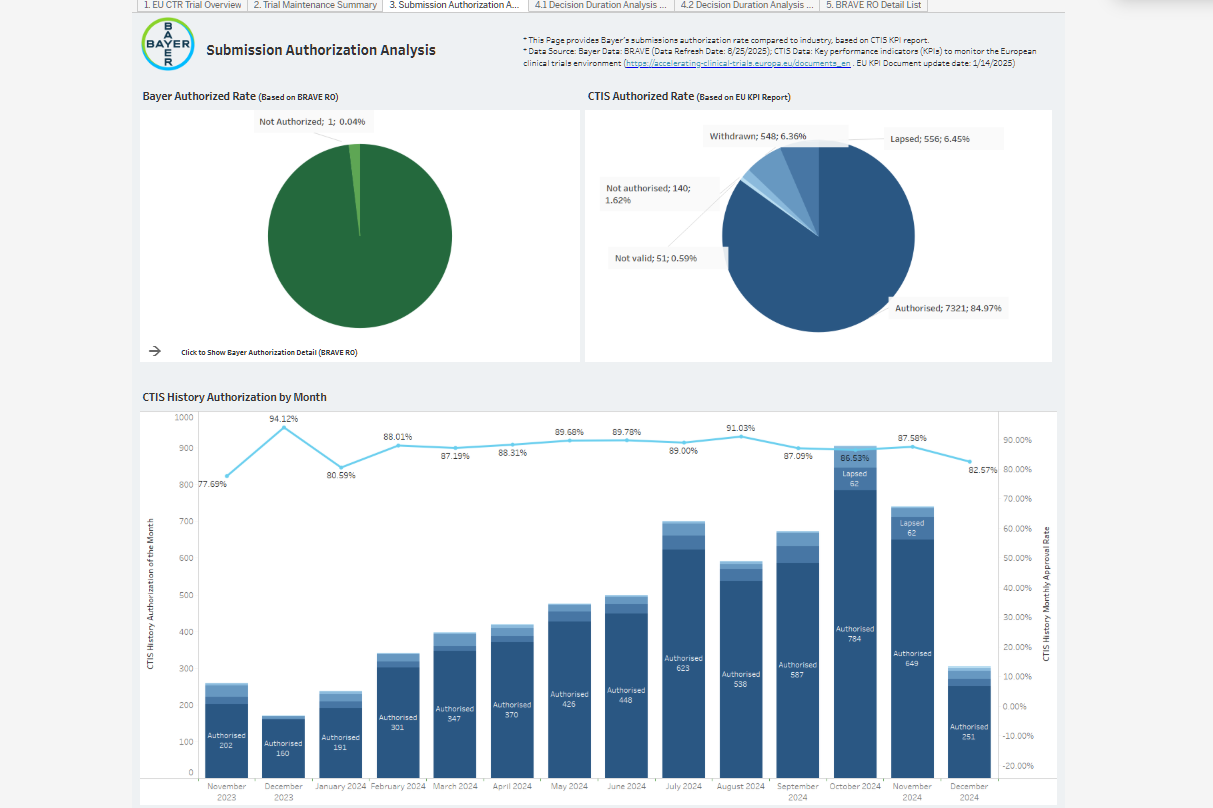 1. EU CTR Trial Overview
2. Trial Maintenance Summary
3. Submission Authorization A...
4.1 Decision Duration Analysis ...
4.2 Decision Duration Analysis ...
5. BRAVE RO Detail List
BAYER
BAYER
Submission Authorization Analysis
* This Page provides Bayer's submissions authorization rate compared to industry, based on CTIS KPI report.
* Data Source: Bayer Data: BRAVE (Data Refresh Date: 8/25/2025); CTIS Data: Key performance indicators (KPIs) to monitor the European
clinical trials environment (https://accelerating-clinical-trials.europa.eu/documents_en . EU KPI Document update date: 1/14/2025)
Bayer Authorized Rate (Based on BRAVE RO)
Not Authorized; 1; 0.04%
Click to Show Bayer Authorization Detail (BRAVE RO)
CTIS Authorized Rate (Based on EU KPI Report)
Withdrawn; 548; 6.36%
Lapsed; 556; 6.45%
Not authorised; 140;
1.62%
Not valid; 51; 0.59%
Authorised; 7321; 84.97%
CTIS History Authorization by Month
CTIS History Authorization of the Month
1000
900
800
700
600
500
400
300
200
100
0
77.69%
94.12%
80.59%
88.01%
87.19%
88.31%
89.68%
89.78%
89.00%
91.03%
87.09%
86.53%
87.58%
82.57%
Authorised
202
Authorised
160
Authorised
191
Authorised
301
Authorised
347
Authorised
370
Authorised
426
Authorised
448
Authorised
623
Authorised
538
Authorised
587
Lapsed
62
Authorised
784
Lapsed
62
Authorised
649
Authorised
251
90.00%
80.00%
70.00%
60.00%
50.00%
40.00%
30.00%
20.00%
10.00%
0.00%
-10.00%
-20.00%
CTIS History Monthly Approval Rate
November
2023
December
2023
January 2024
February 2024
March 2024
April 2024
May 2024
June 2024
July 2024
August 2024
September
2024
October 2024
November
2024
December
2024